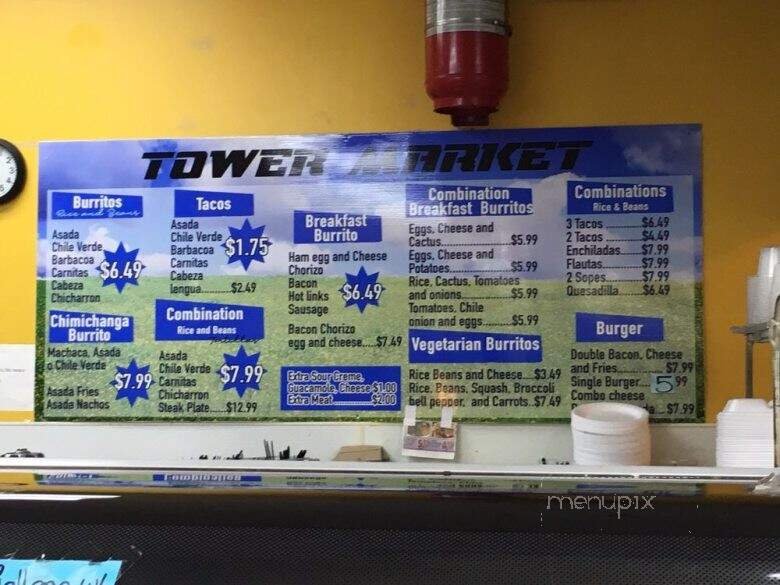 TOWER MARKET
Burritos
Rice and Beans
Asada
Chile Verde
Barbacoa
Carnitas
Cabeza
Chicharron
$6.49
Chimichanga
Burrito
Machaca, Asada
o Chile Verde
$7.99
Asada Fries
Asada Nachos
Tacos
Asada
Chile Verde
Barbacoa
Carnitas
Cabeza
$1.75
lengua......$2.49
Combination
Rice and Beans
Asada
Chile Verde
Carnitas
Chicharron
$7.99
Steak Plate....$12.99
Breakfast
Burrito
Ham egg and Cheese
Chorizo
Bacon
Hot links
Sausage
$6.49
Bacon Chorizo
egg and cheese.....$7.49
Extra Sour Creme,
Guacamole, Cheese $1.00
Extra Meat $2.00
Combination
Breakfast Burritos
Eggs, Cheese and
Cactus................$5.99
Eggs, Cheese and
Potatoes..............$5.99
Rice, Cactus, Tomatoes
and onions............$5.99
Tomatoes, Chile
onion and eggs........$5.99
Vegetarian Burritos
Rice Beans and Cheese....$3.49
Rice, Beans, Squash, Broccoli
bell pepper, and Carrots..$7.49
Combinations
Rice & Beans
3 Tacos ..............$6.49
2 Tacos ..............$4.49
Enchiladas............$7.99
Flautas...............$7.99
2 Sopes...............$7.99
Quesadilla............$6.49
Burger
Double Bacon, Cheese
and Fries.............$7.99
Single Burger.... 5 99
Combo cheese
$7.99
2
3
4
menupix